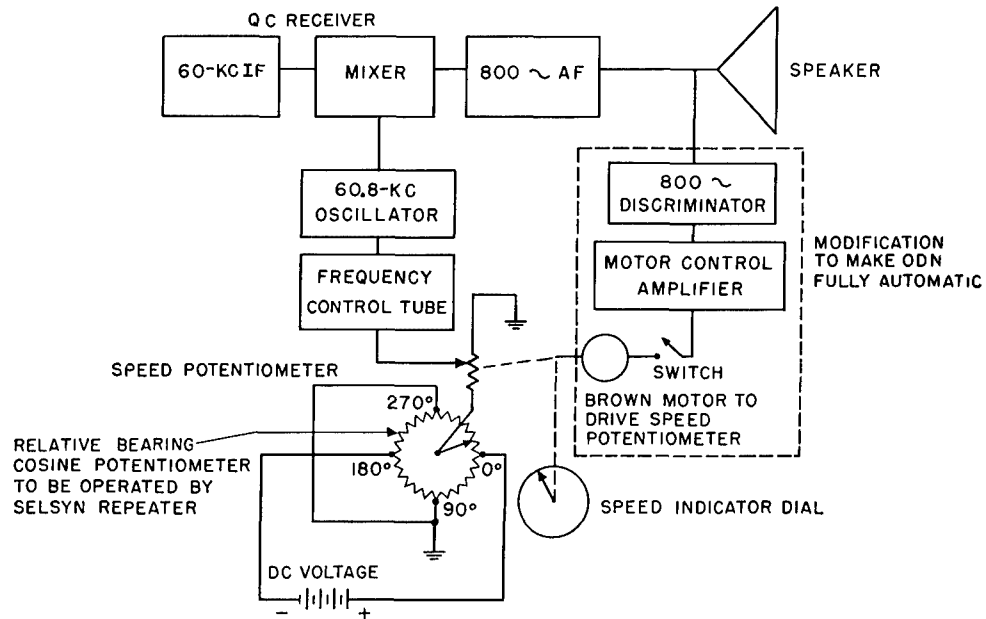 QC RECEIVER
60-KC IF
MIXER
800 ~ AF
SPEAKER
60.8-KC
OSCILLATOR
800 ~
DISCRIMINATOR
FREQUENCY
CONTROL TUBE
MOTOR CONTROL
AMPLIFIER
MODIFICATION
TO MAKE ODN
FULLY AUTOMATIC
SPEED POTENTIOMETER
SWITCH
BROWN MOTOR TO
DRIVE SPEED
POTENTIOMETER
270°
180°
0°
90°
RELATIVE BEARING
COSINE POTENTIOMETER
TO BE OPERATED BY
SELSYN REPEATER
SPEED INDICATOR DIAL
DC VOLTAGE
- +